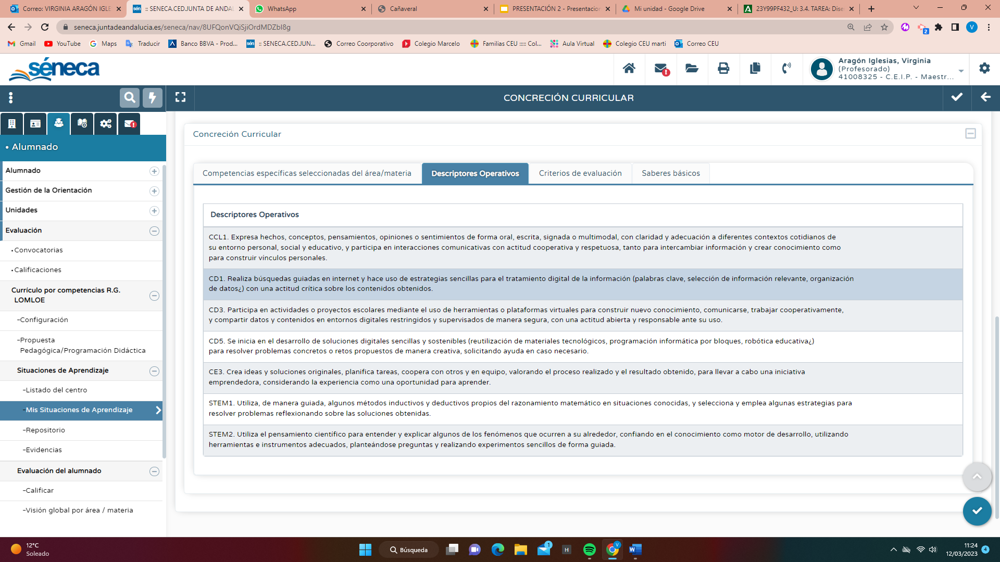 Correo: VIRGINIA ARAGÓN IGLE
:: SENECA.CED.JUNTA DE ANDAL
WhatsApp
Cañaveral
PRESENTACIÓN 2 - Presentacion
Mi unidad - Google Drive
23Y99PF432_U: 3.4. TAREA: Dise
seneca.juntadeandalucia.es/seneca/nav/8UFQonVQiSjiOrdMDZbI8g
2
V
Gmail
YouTube
Maps
Traducir
Banco BBVA - Prod...
:: SENECA.CED.JUN...
Correo Coorporativo
Colegio Marcelo
Familias CEU ::::: Col...
Aula Virtual
Colegio CEU marti
Correo CEU
séneca
Aragón Iglesias, Virginia
(Profesorado)
41008325 - C.E.I.P. - Maestr...
CONCRECIÓN CURRICULAR
• Alumnado
Alumnado
Gestión de la Orientación
Unidades
Evaluación
• Convocatorias
• Calificaciones
Currículo por competencias R.G.
LOMLOE
-Configuración
-Propuesta
Pedagógica/Programación Didáctica
Situaciones de Aprendizaje
-Listado del centro
-Mis Situaciones de Aprendizaje
-Repositorio
-Evidencias
Evaluación del alumnado
-Calificar
-Visión global por área / materia
Concreción Curricular
Competencias específicas seleccionadas del área/materia
Descriptores Operativos
Criterios de evaluación
Saberes básicos
Descriptores Operativos
CCL1. Expresa hechos, conceptos, pensamientos, opiniones o sentimientos de forma oral, escrita, signada o multimodal, con claridad y adecuación a diferentes contextos cotidianos de
su entorno personal, social y educativo, y participa en interacciones comunicativas con actitud cooperativa y respetuosa, tanto para intercambiar información y crear conocimiento como
para construir vínculos personales.
CD1. Realiza búsquedas guiadas en internet y hace uso de estrategias sencillas para el tratamiento digital de la información (palabras clave, selección de información relevante, organización
de datos¿) con una actitud crítica sobre los contenidos obtenidos.
CD3. Participa en actividades o proyectos escolares mediante el uso de herramientas o plataformas virtuales para construir nuevo conocimiento, comunicarse, trabajar cooperativamente,
y compartir datos y contenidos en entornos digitales restringidos y supervisados de manera segura, con una actitud abierta y responsable ante su uso.
CD5. Se inicia en el desarrollo de soluciones digitales sencillas y sostenibles (reutilización de materiales tecnológicos, programación informática por bloques, robótica educativa¿)
para resolver problemas concretos o retos propuestos de manera creativa, solicitando ayuda en caso necesario.
CE3. Crea ideas y soluciones originales, planifica tareas, coopera con otros y en equipo, valorando el proceso realizado y el resultado obtenido, para llevar a cabo una iniciativa
emprendedora, considerando la experiencia como una oportunidad para aprender.
STEM1. Utiliza, de manera guiada, algunos métodos inductivos y deductivos propios del razonamiento matemático en situaciones conocidas, y selecciona y emplea algunas estrategias para
resolver problemas reflexionando sobre las soluciones obtenidas.
STEM2. Utiliza el pensamiento científico para entender y explicar algunos de los fenómenos que ocurren a su alrededor, confiando en el conocimiento como motor de desarrollo, utilizando
herramientas e instrumentos adecuados, planteándose preguntas y realizando experimentos sencillos de forma guiada.
12°C
Soleado
Búsqueda
1
H
V
11:24
12/03/2023
4